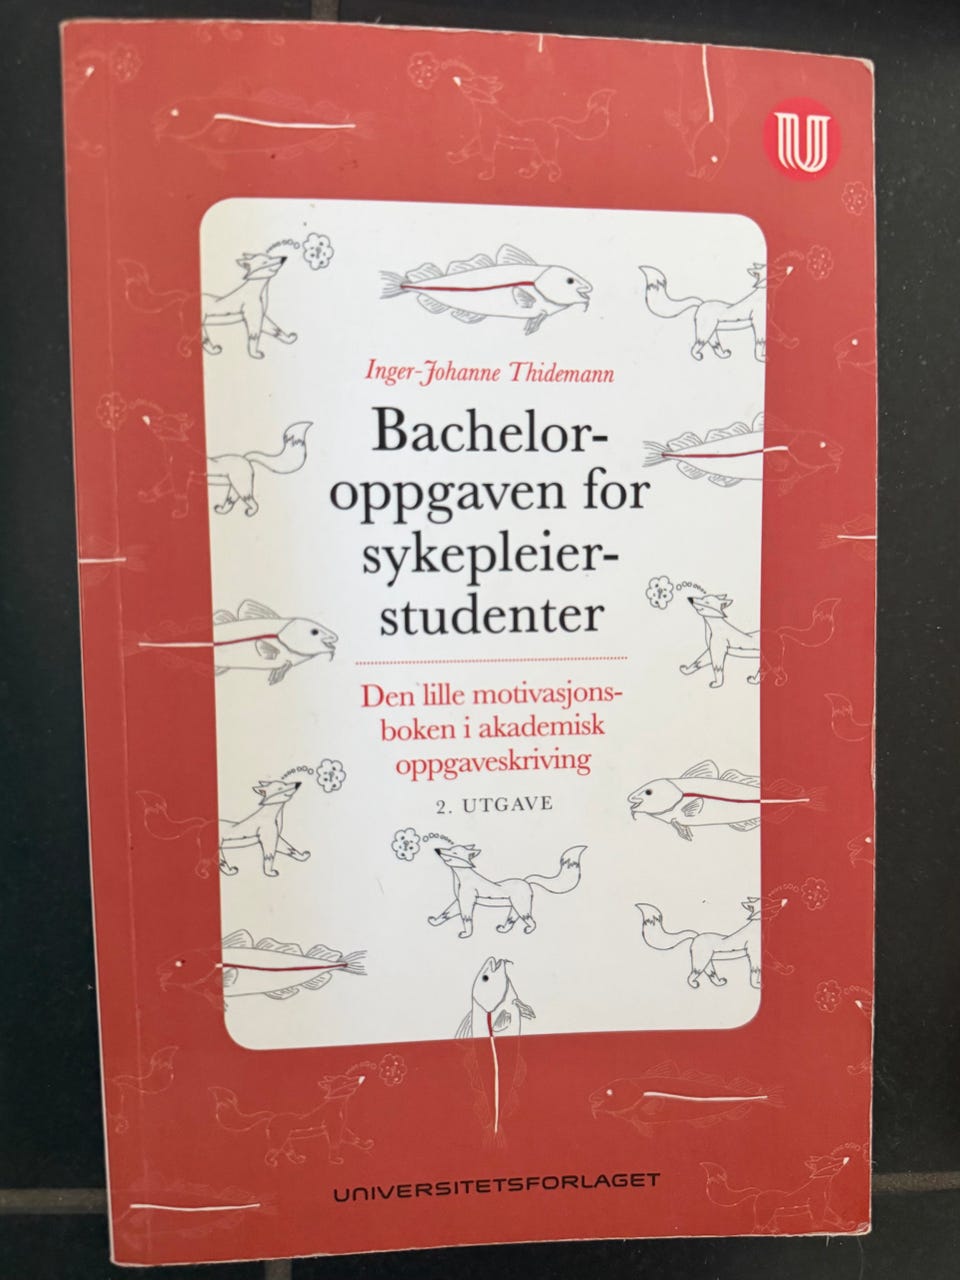 U
Inger-Johanne Thidemann
Bachelor-
oppgaven for
sykepleier-
studenter
Den lille motivasjons-
boken i akademisk
oppgaveskriving
2. UTGAVE
UNIVERSITETSFORLAGET